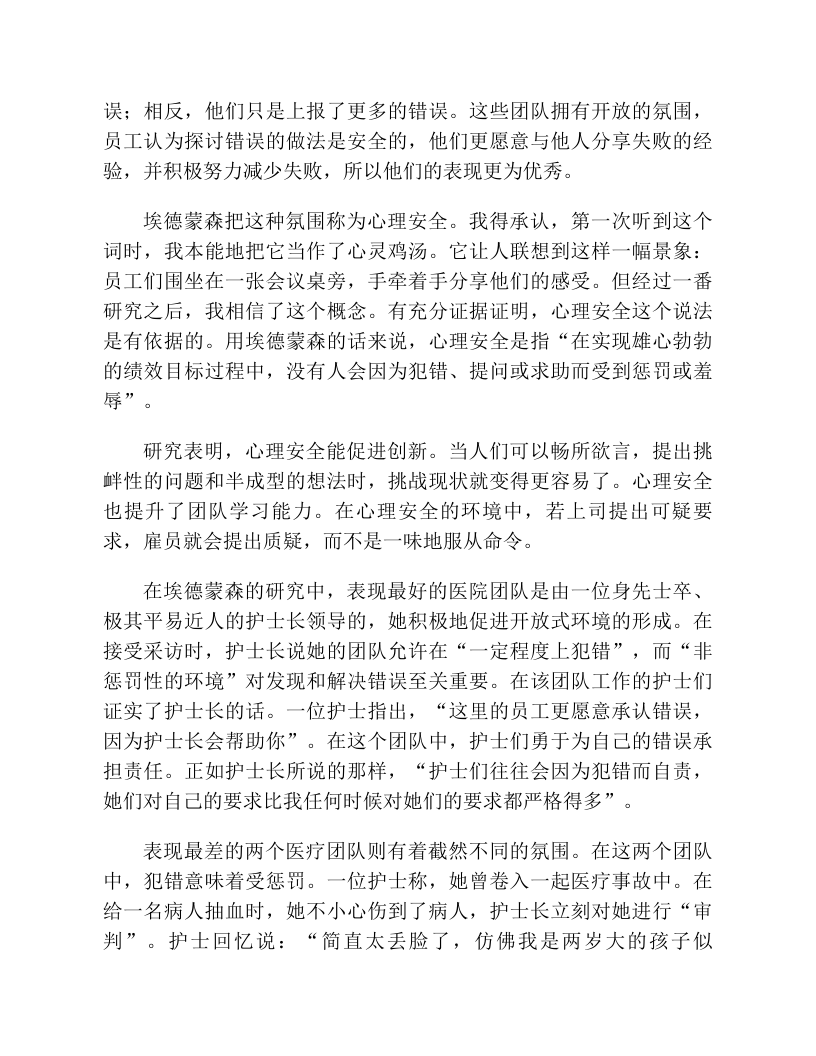 误；相反，他们只是上报了更多的错误。这些团队拥有开放的氛围，
员工认为探讨错误的做法是安全的，他们更愿意与他人分享失败的经
验，并积极努力减少失败，所以他们的表现更为优秀。
埃德蒙森把这种氛围称为心理安全。我得承认，第一次听到这个
词时，我本能地把它当作了心灵鸡汤。它让人联想到这样一幅景象：
员工们围坐在一张会议桌旁，手牵着手分享他们的感受。但经过一番
研究之后，我相信了这个概念。有充分证据证明，心理安全这个说法
是有依据的。用埃德蒙森的话来说，心理安全是指“在实现雄心勃勃
的绩效目标过程中，没有人会因为犯错、提问或求助而受到惩罚或羞
辱”。
研究表明，心理安全能促进创新。当人们可以畅所欲言，提出挑
衅性的问题和半成型的想法时，挑战现状就变得更容易了。心理安全
也提升了团队学习能力。在心理安全的环境中，若上司提出可疑要
求，雇员就会提出质疑，而不是一味地服从命令。
在埃德蒙森的研究中，表现最好的医院团队是由一位身先士卒、
极其平易近人的护士长领导的，她积极地促进开放式环境的形成。在
接受采访时，护士长说她的团队允许在“一定程度上犯错”，而“非
惩罚性的环境”对发现和解决错误至关重要。在该团队工作的护士们
证实了护士长的话。一位护士指出，“这里的员工更愿意承认错误，
因为护士长会帮助你”。在这个团队中，护士们勇于为自己的错误承
担责任。正如护士长所说的那样，“护士们往往会因为犯错而自责，
她们对自己的要求比我任何时候对她们的要求都严格得多”。
表现最差的两个医疗团队则有着截然不同的氛围。在这两个团队
中，犯错意味着受惩罚。一位护士称，她曾卷入一起医疗事故中。在
给一名病人抽血时，她不小心伤到了病人，护士长立刻对她进行“审
判”。护士回忆说：“简直太丢脸了，仿佛我是两岁大的孩子似